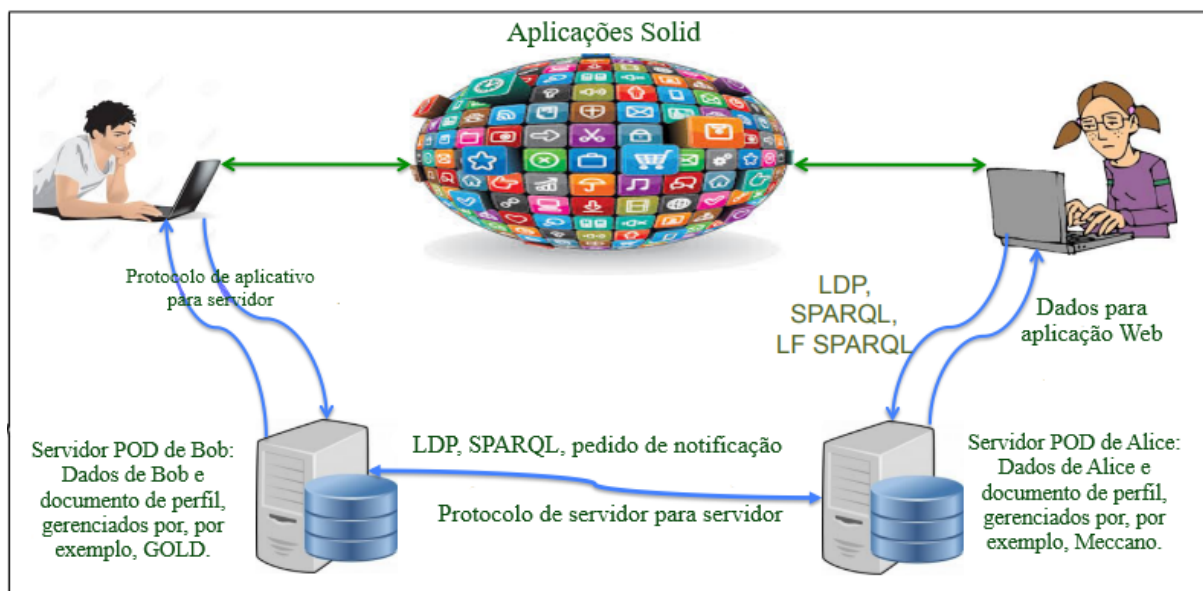 Aplicações Solid
Protocolo de aplicativo
para servidor
LDP,
SPARQL,
LF SPARQL
Dados para
aplicação Web
Servidor POD de Bob:
Dados de Bob e
documento de perfil,
gerenciados por, por
exemplo, GOLD.
LDP, SPARQL, pedido de notificação
Protocolo de servidor para servidor
Servidor POD de Alice:
Dados de Alice e
documento de perfil,
gerenciados por, por
exemplo, Meccano.